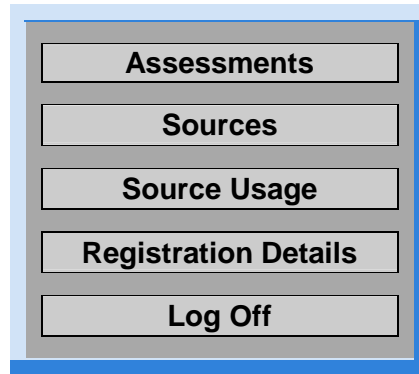 Assessments
Sources
Source Usage
Registration Details
Log Off